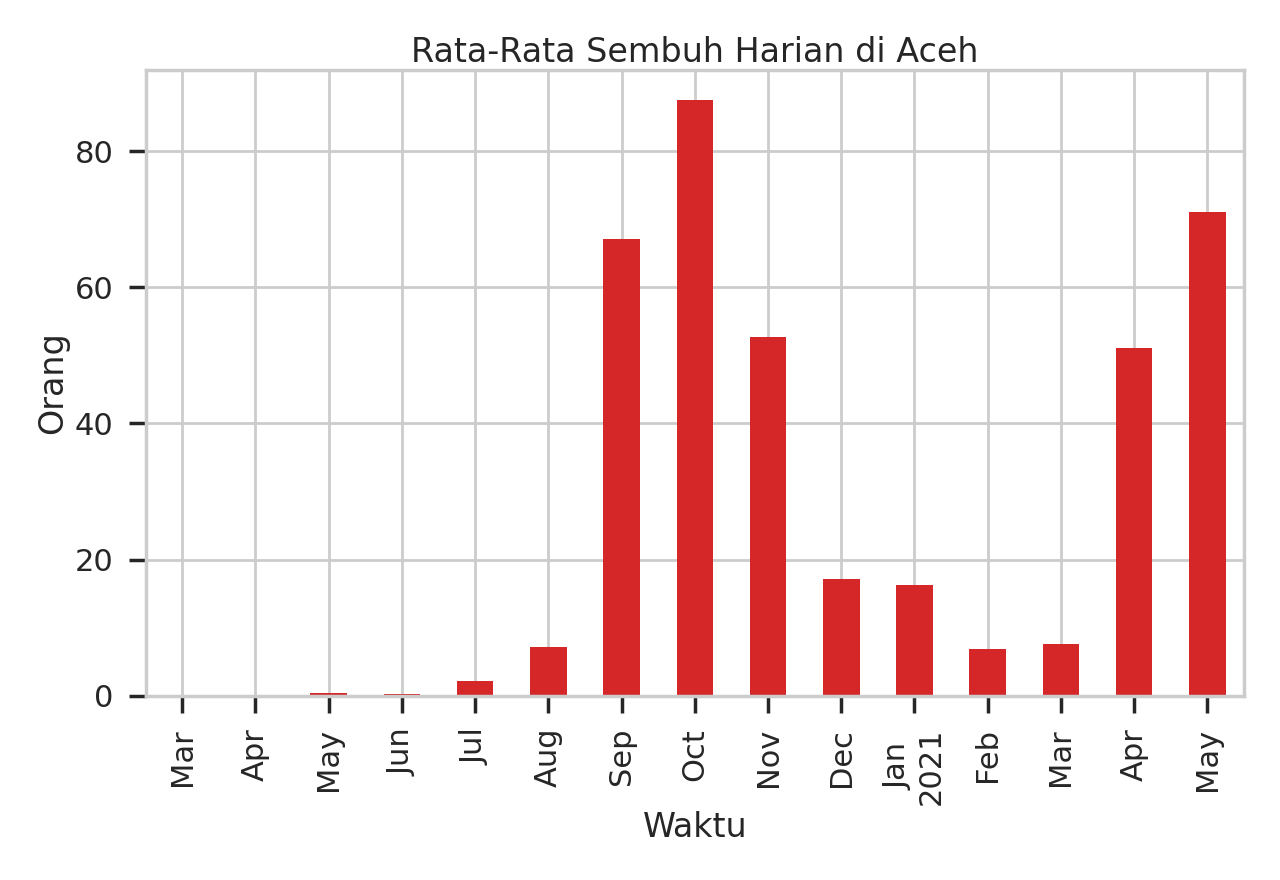 Rata-Rata Sembuh Harian di Aceh
Orang
80
60
40
20
0
Mar
Apr
May
Jun
Jul
Aug
Sep
Oct
Nov
Dec
Jan
2021
Feb
Mar
Apr
May
Waktu